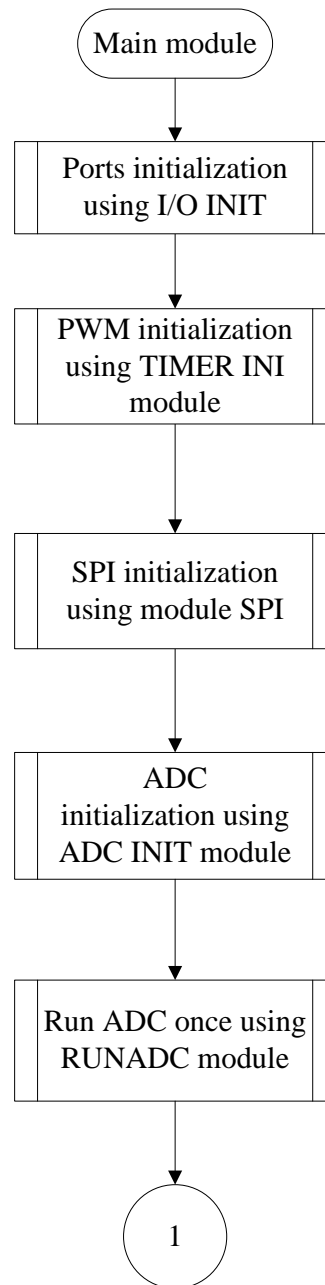 Main module
Ports initialization
using I/O INIT
PWM initialization
using TIMER INI
module
SPI initialization
using module SPI
ADC
initialization using
ADC INIT module
Run ADC once using
RUNADC module
1